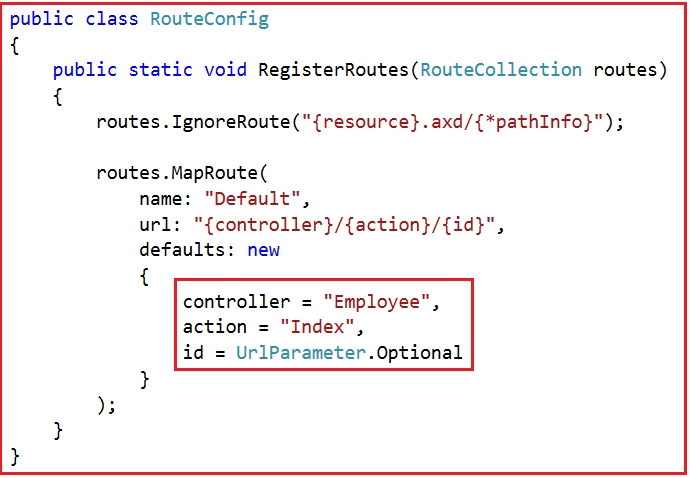 public class RouteConfig
{
    public static void RegisterRoutes(RouteCollection routes)
    {
        routes.IgnoreRoute("{resource}.axd/{*pathInfo}");

        routes.MapRoute(
            name: "Default",
            url: "{controller}/{action}/{id}",
            defaults: new
            {
                controller = "Employee",
                action = "Index",
                id = UrlParameter.Optional
            }
        );
    }
}